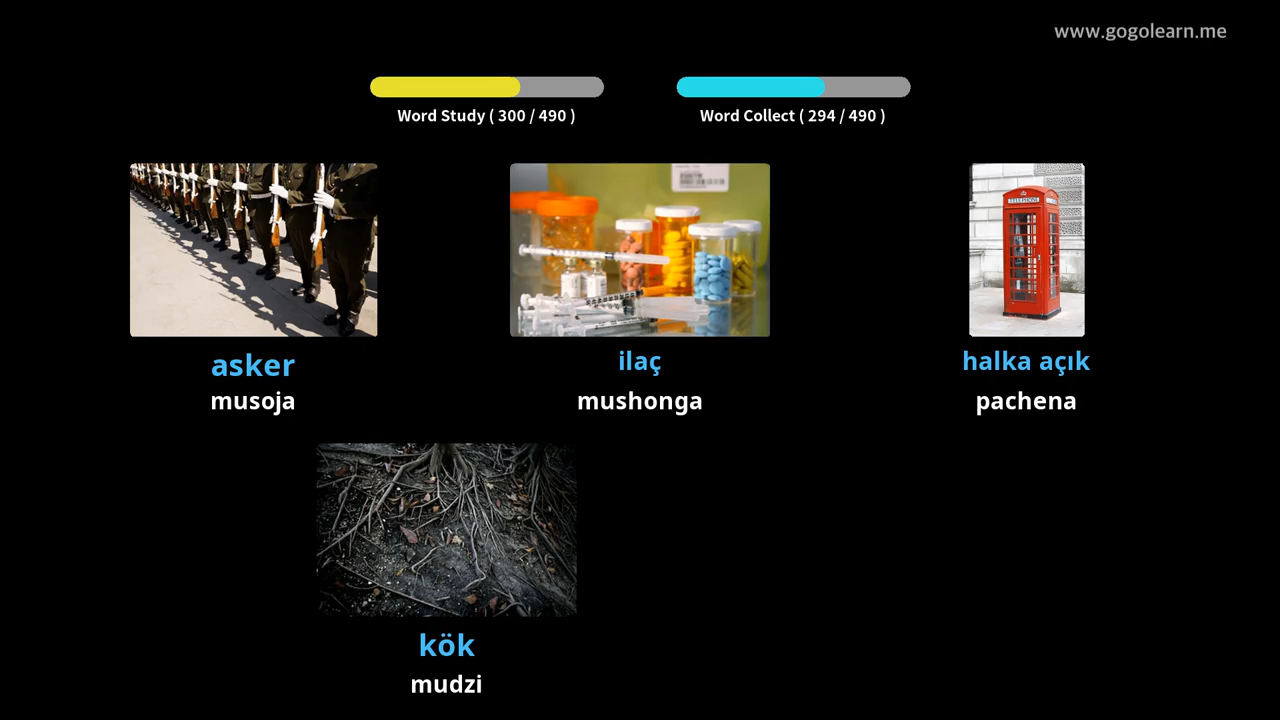 www.gogolearn.me
Word Study ( 300 / 490 )
Word Collect ( 294 / 490 )
TELEPHONE
asker
ilaç
halka açık
musoja
mushonga
pachena
kök
mudzi